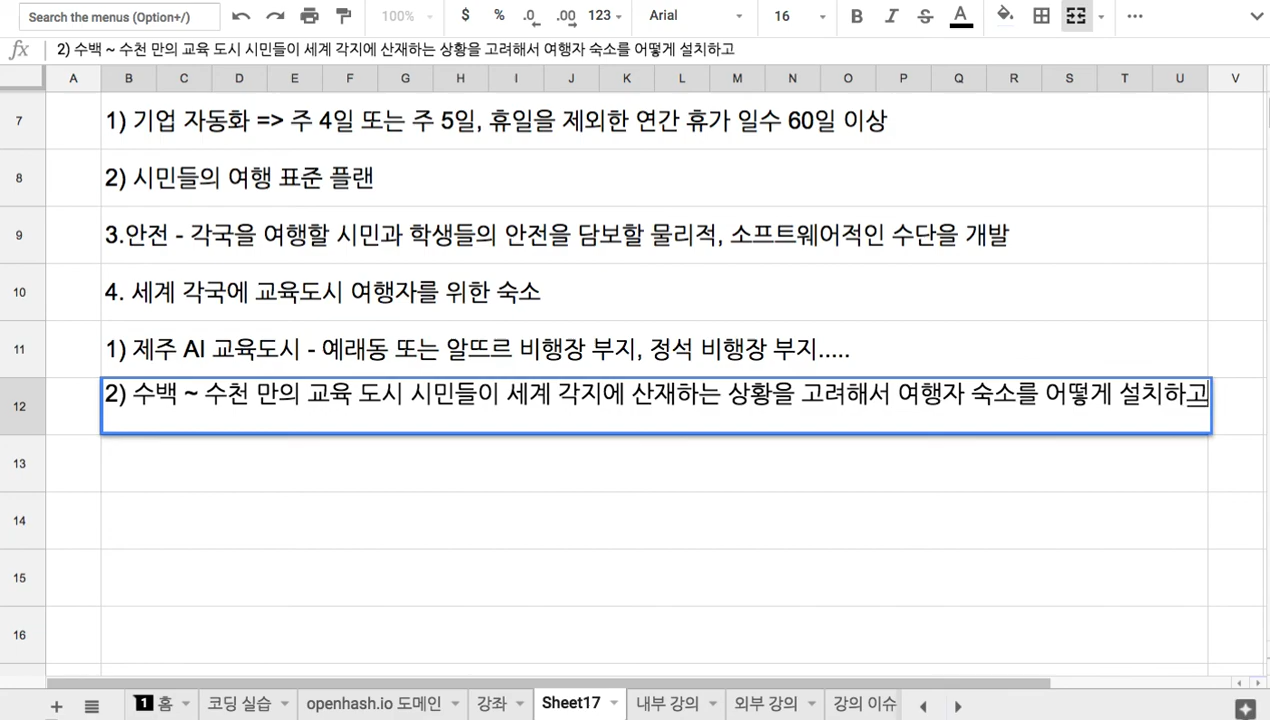 Search the menus (Option+/) 100% $ % .0 .00 123 Arial 16 B I S A
fx 2) 수백 ~ 수천 만의 교육 도시 시민들이 세계 각지에 산재하는 상황을 고려해서 여행자 숙소를 어떻게 설치하고
A B C D E F G H I J K L M N O P Q R S T U V
7 1) 기업 자동화 => 주 4일 또는 주 5일, 휴일을 제외한 연간 휴가 일수 60일 이상
8 2) 시민들의 여행 표준 플랜
9 3.안전 - 각국을 여행할 시민과 학생들의 안전을 담보할 물리적, 소프트웨어적인 수단을 개발
10 4. 세계 각국에 교육도시 여행자를 위한 숙소
11 1) 제주 AI 교육도시 - 예래동 또는 알뜨르 비행장 부지, 정석 비행장 부지.....
12 2) 수백 ~ 수천 만의 교육 도시 시민들이 세계 각지에 산재하는 상황을 고려해서 여행자 숙소를 어떻게 설치하고
13
14
15
16
1 홈 코딩 실습 openhash.io 도메인 강좌 Sheet17 내부 강의 외부 강의 강의 이슈